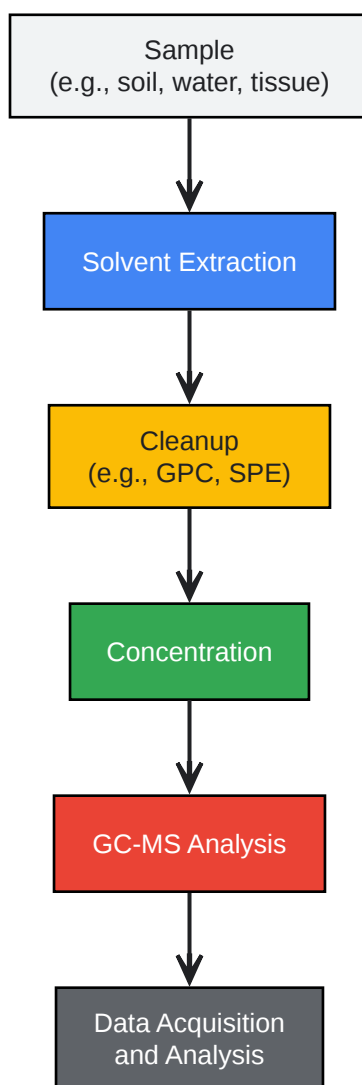 Sample
(e.g., soil, water, tissue)
Solvent Extraction
Cleanup
(e.g., GPC, SPE)
Concentration
GC-MS Analysis
Data Acquisition
and Analysis